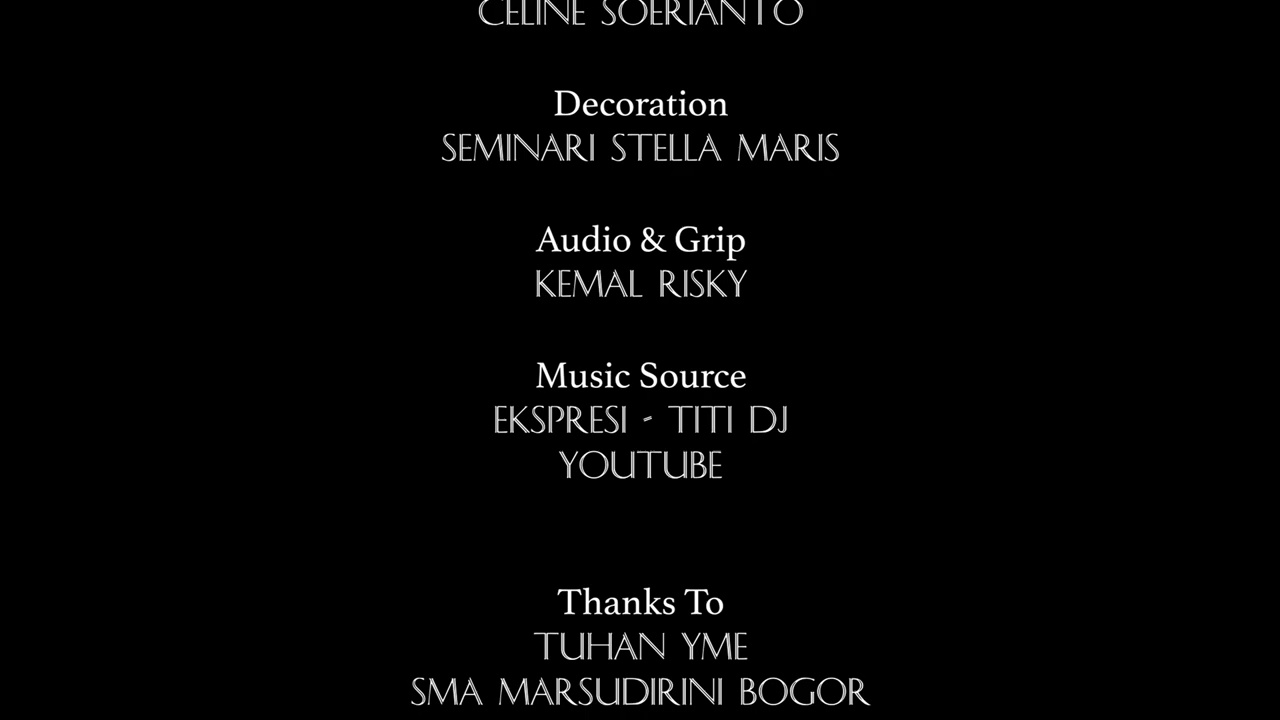 CELINE SOERIANTO
Decoration
SEMINARI STELLA MARIS
Audio & Grip
KEMAL RISKY
Music Source
EKSPRESI - TITI DJ
YOUTUBE
Thanks To
TUHAN YME
SMA MARSUDIRINI BOGOR